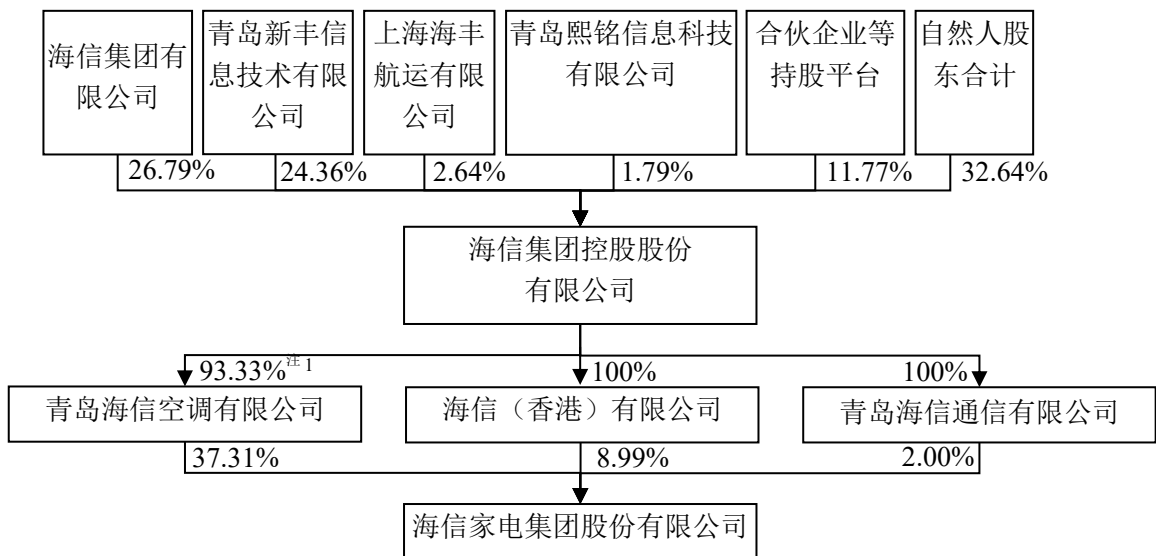 海信集团有
限公司
青岛新丰信
息技术有限
公司
上海海丰
航运有限
公司
青岛熙铭信息科技
有限公司
合伙企业等
持股平台
自然人股
东合计
26.79%
24.36%
2.64%
1.79%
11.77%
32.64%
海信集团控股股份
有限公司
93.33%注1
100%
100%
青岛海信空调有限公司
海信（香港）有限公司
青岛海信通信有限公司
37.31%
8.99%
2.00%
海信家电集团股份有限公司